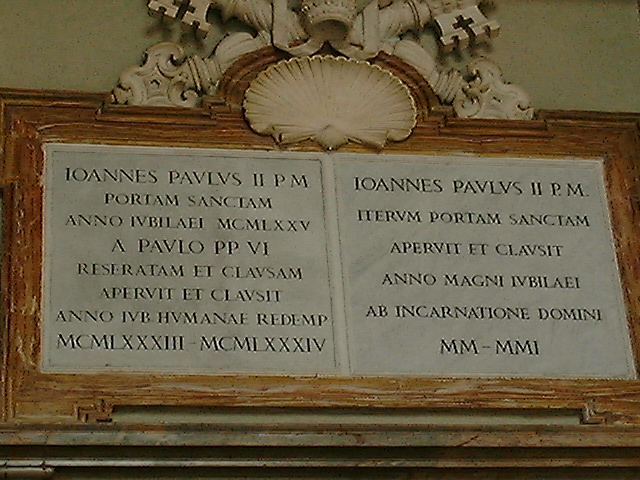 IOANNES PAVLVS II P M
PORTAM SANCTAM
ANNO IVBILAEI MCMLXXV
A PAVLO PP VI
RESERATAM ET CLAVSAM
APERVIT ET CLAVSIT
ANNO IVB HVMANAE REDEMP
MCMLXXXIII - MCMLXXXIV
IOANNES PAVLVS II P.M.
ITERVM PORTAM SANCTAM
APERVIT ET CLAVSIT
ANNO MAGNI IVBILAEI
AB INCARNATIONE DOMINI
MM - MMI